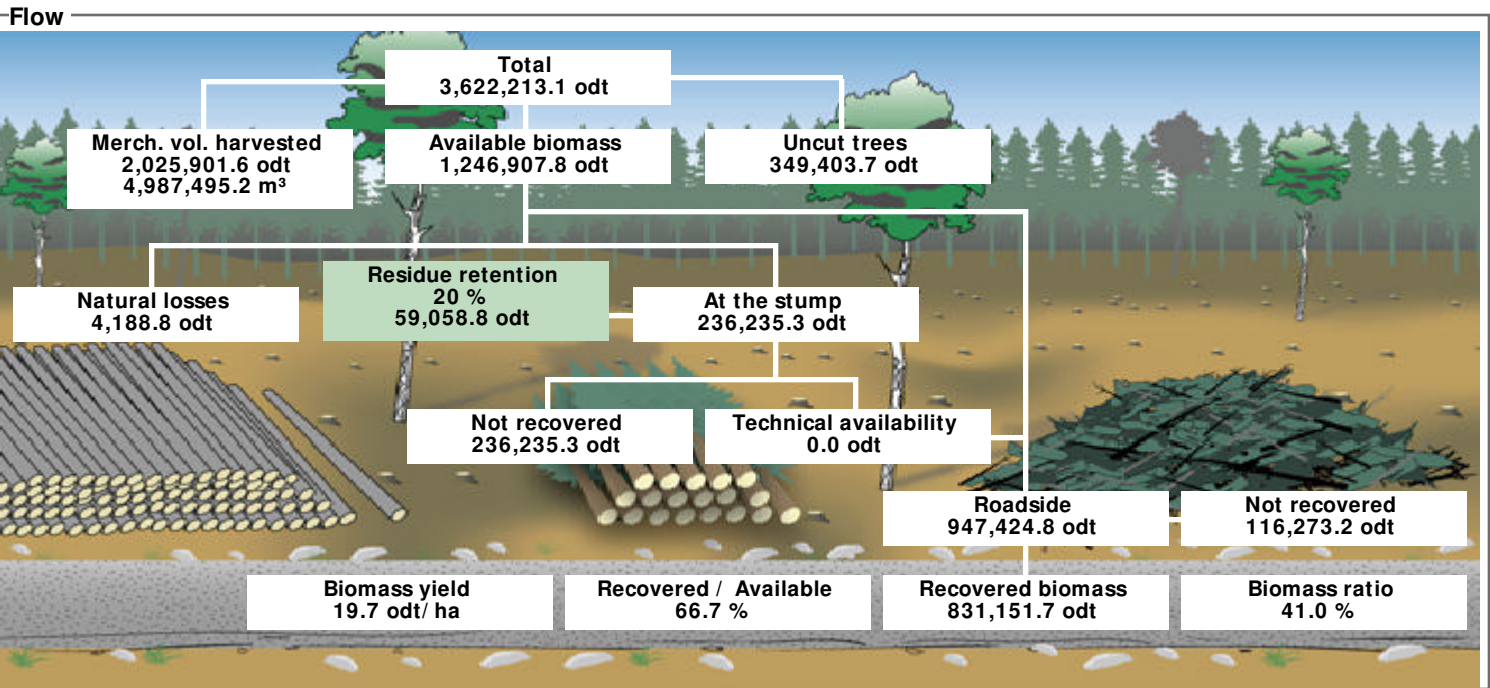 Flow
Total
3,622,213.1 odt
Merch. vol. harvested
2,025,901.6 odt
4,987,495.2 m³
Available biomass
1,246,907.8 odt
Uncut trees
349,403.7 odt
Natural losses
4,188.8 odt
Residue retention
20 %
59,058.8 odt
At the stump
236,235.3 odt
Not recovered
236,235.3 odt
Technical availability
0.0 odt
Roadside
947,424.8 odt
Not recovered
116,273.2 odt
Biomass yield
19.7 odt/ ha
Recovered / Available
66.7 %
Recovered biomass
831,151.7 odt
Biomass ratio
41.0 %